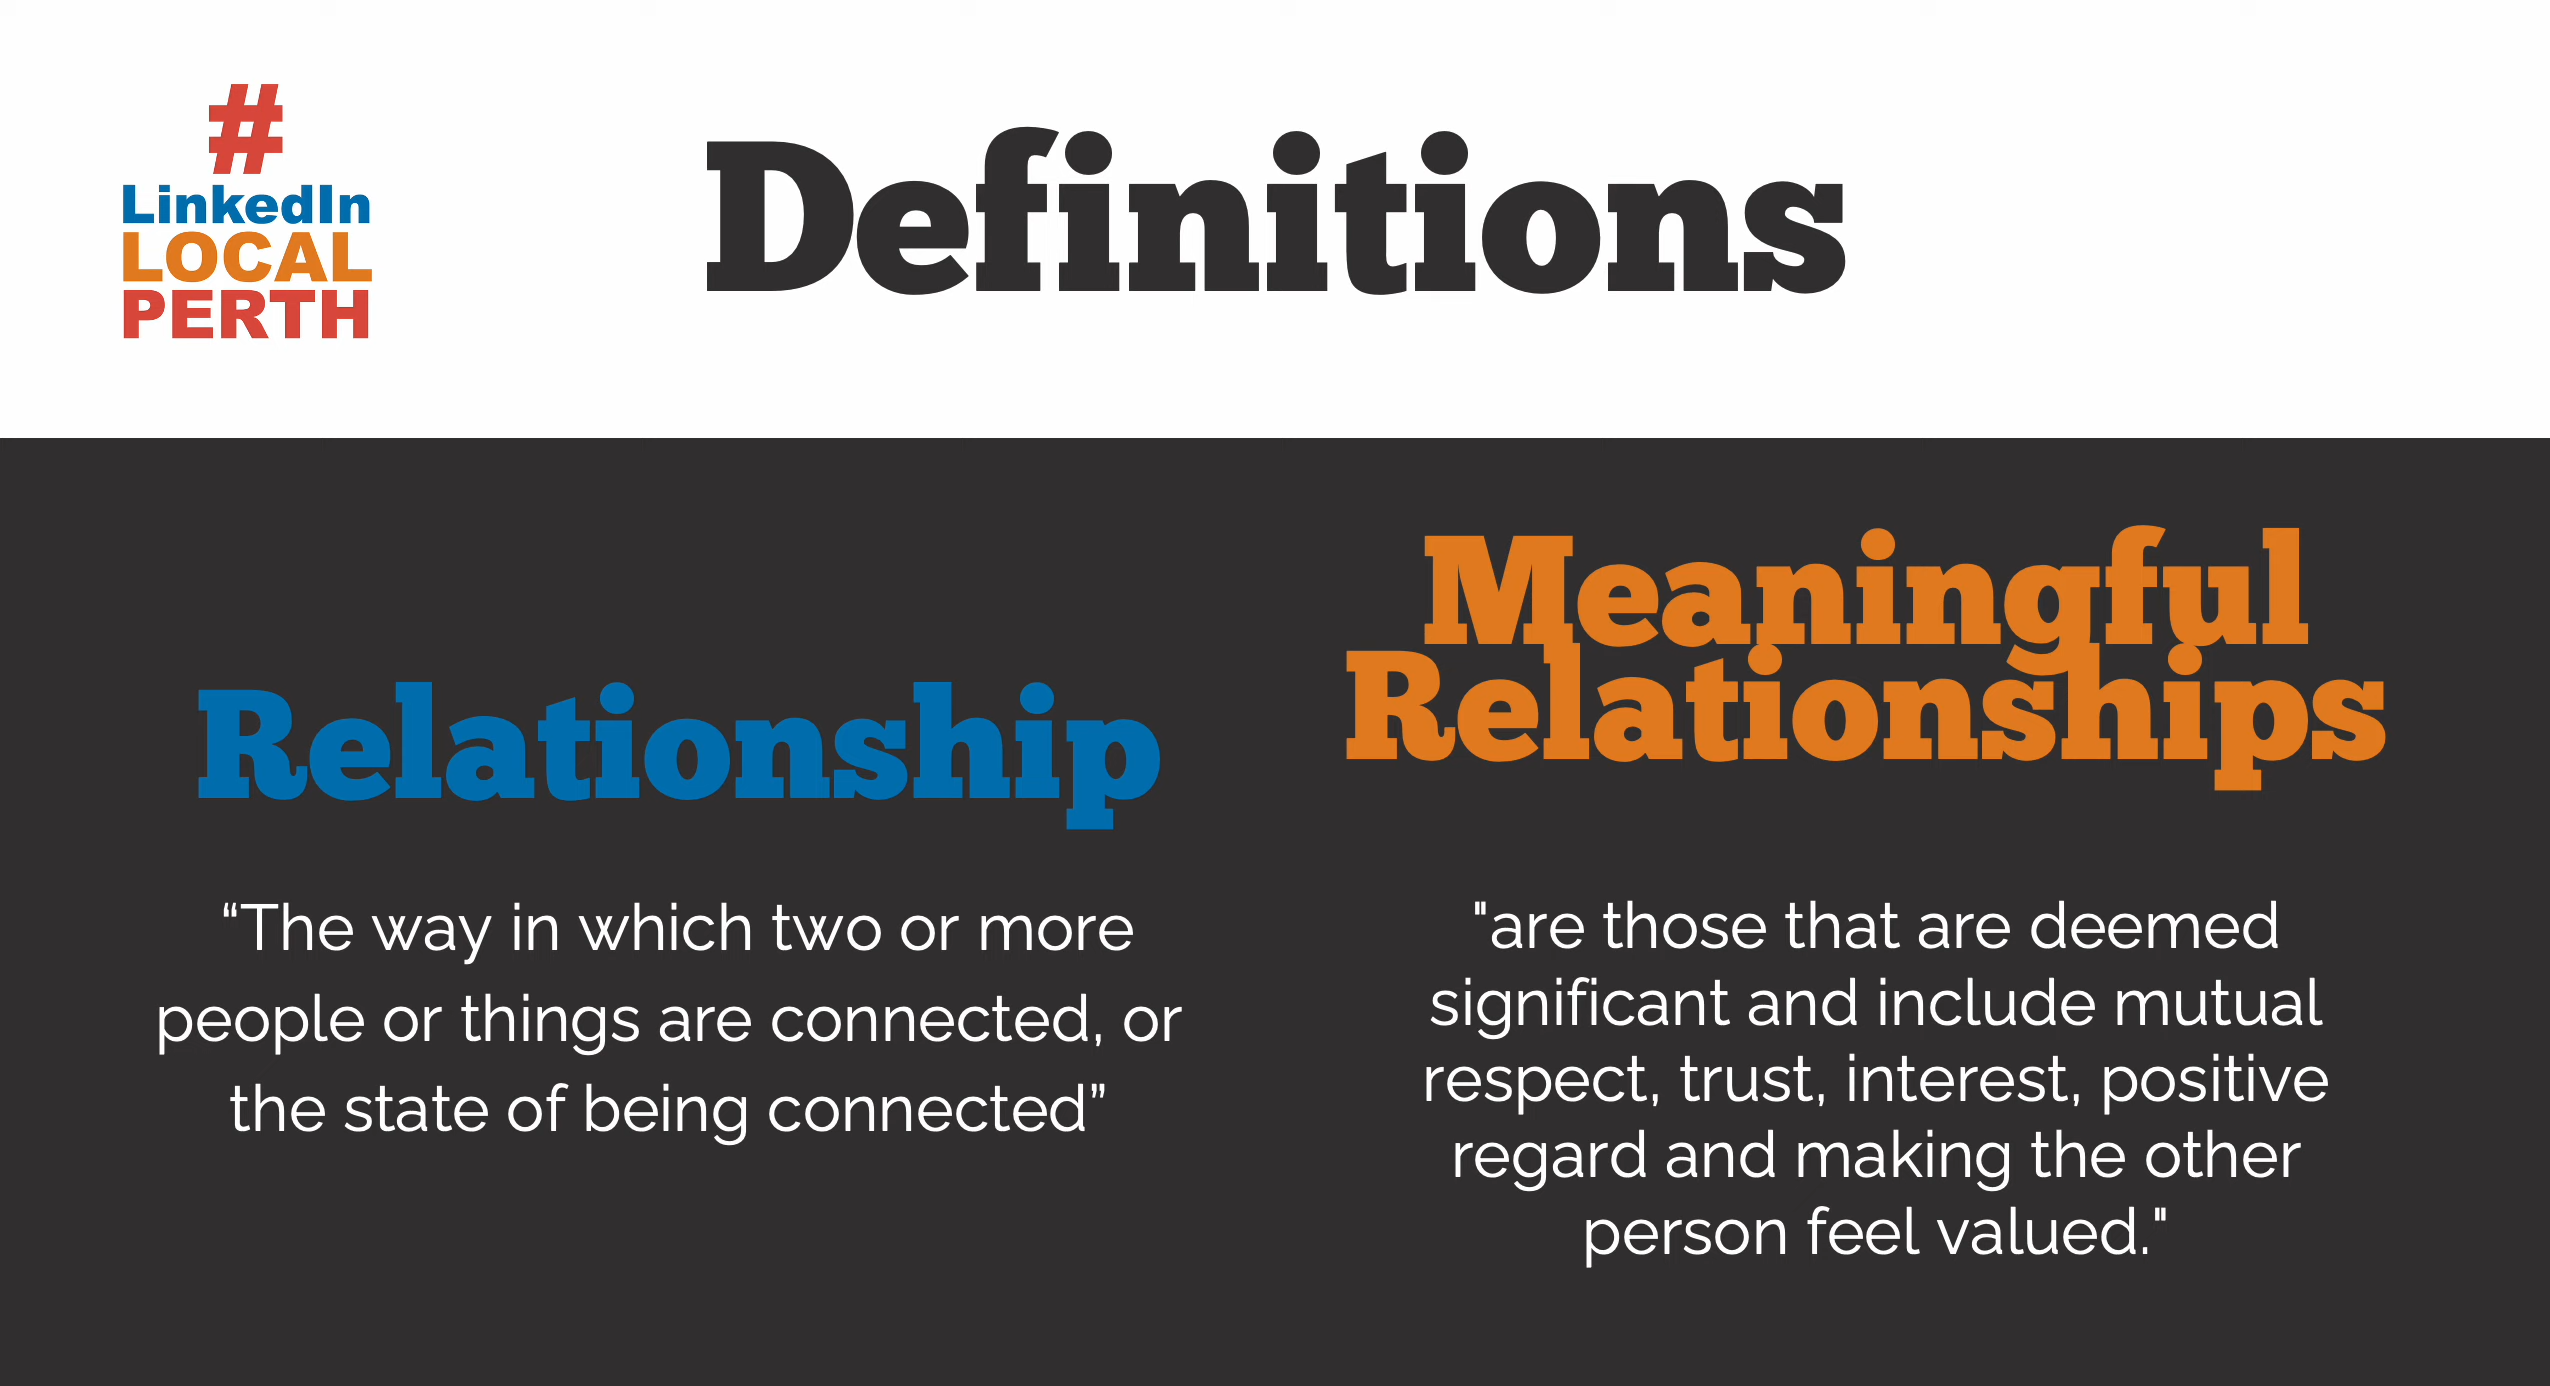 #
LinkedIn
LOCAL
PERTH
Definitions
Relationship
“The way in which two or more
people or things are connected, or
the state of being connected”
Meaningful
Relationships
"are those that are deemed
significant and include mutual
respect, trust, interest, positive
regard and making the other
person feel valued."